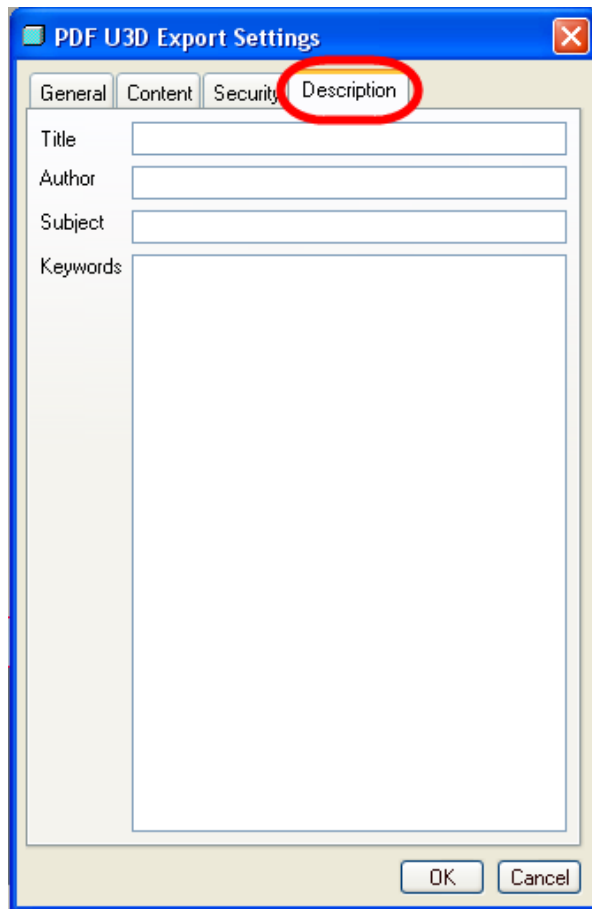 PDF U3D Export Settings
General Content Security Description
Title
Author
Subject
Keywords
OK Cancel